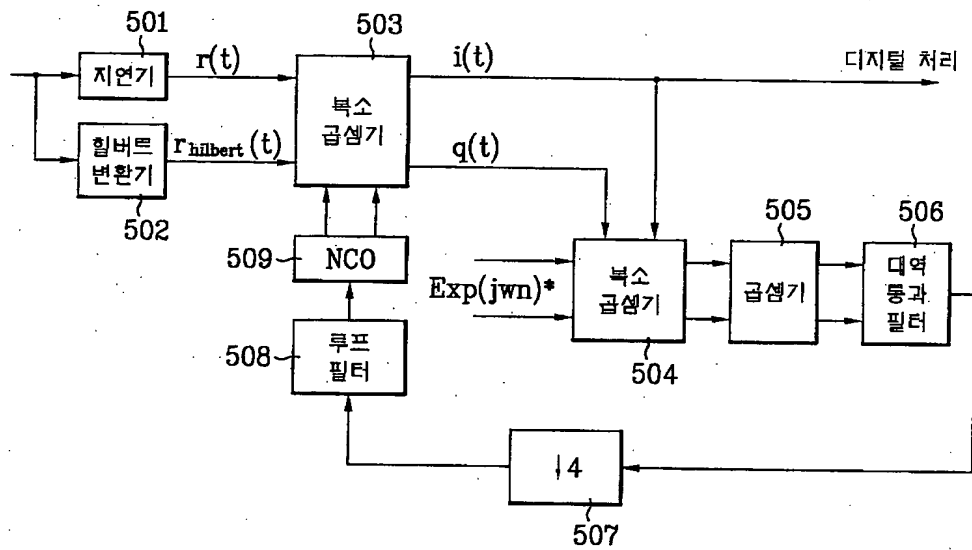 501
503
지연기
r(t)
i(t)
디지털 처리
복소
곱셈기
힐버트
변환기
r hilbert (t)
q(t)
502
505
506
509
NCO
Exp(jwn)*
복소
곱셈기
곱셈기
대역
통과
필터
504
508
루프
필터
↓4
507